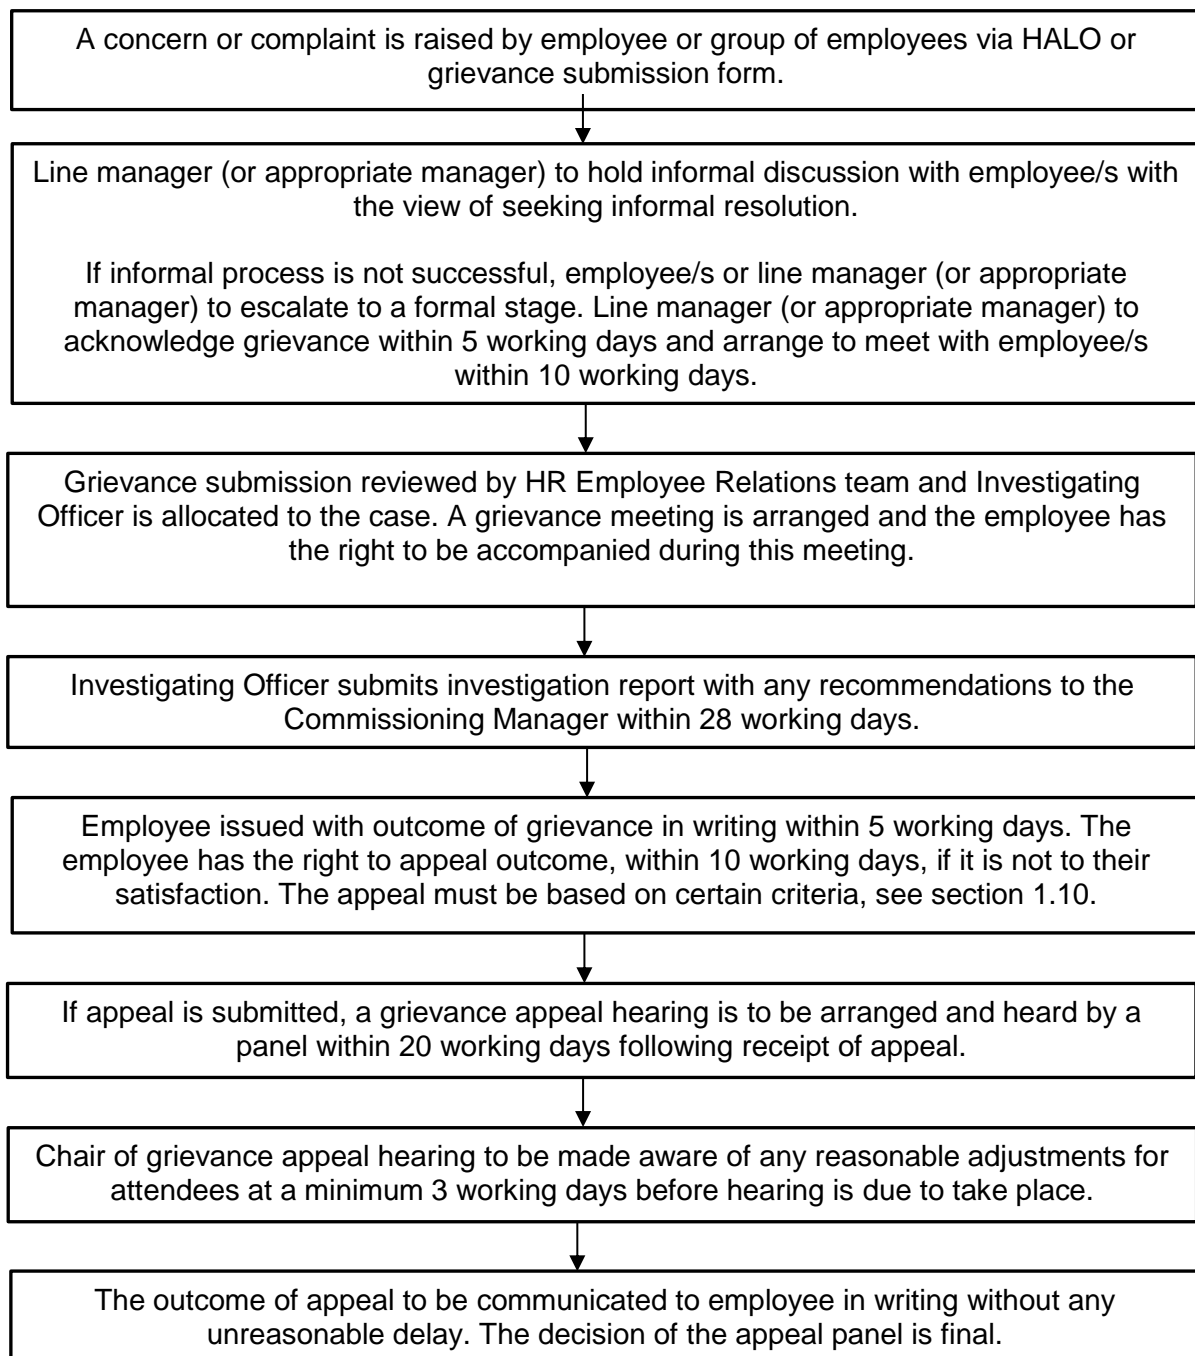 A concern or complaint is raised by employee or group of employees via HALO or
grievance submission form.
Line manager (or appropriate manager) to hold informal discussion with employee/s with
the view of seeking informal resolution.
If informal process is not successful, employee/s or line manager (or appropriate
manager) to escalate to a formal stage. Line manager (or appropriate manager) to
acknowledge grievance within 5 working days and arrange to meet with employee/s
within 10 working days.
Grievance submission reviewed by HR Employee Relations team and Investigating
Officer is allocated to the case. A grievance meeting is arranged and the employee has
the right to be accompanied during this meeting.
Investigating Officer submits investigation report with any recommendations to the
Commissioning Manager within 28 working days.
Employee issued with outcome of grievance in writing within 5 working days. The
employee has the right to appeal outcome, within 10 working days, if it is not to their
satisfaction. The appeal must be based on certain criteria, see section 1.10.
If appeal is submitted, a grievance appeal hearing is to be arranged and heard by a
panel within 20 working days following receipt of appeal.
Chair of grievance appeal hearing to be made aware of any reasonable adjustments for
attendees at a minimum 3 working days before hearing is due to take place.
The outcome of appeal to be communicated to employee in writing without any
unreasonable delay. The decision of the appeal panel is final.